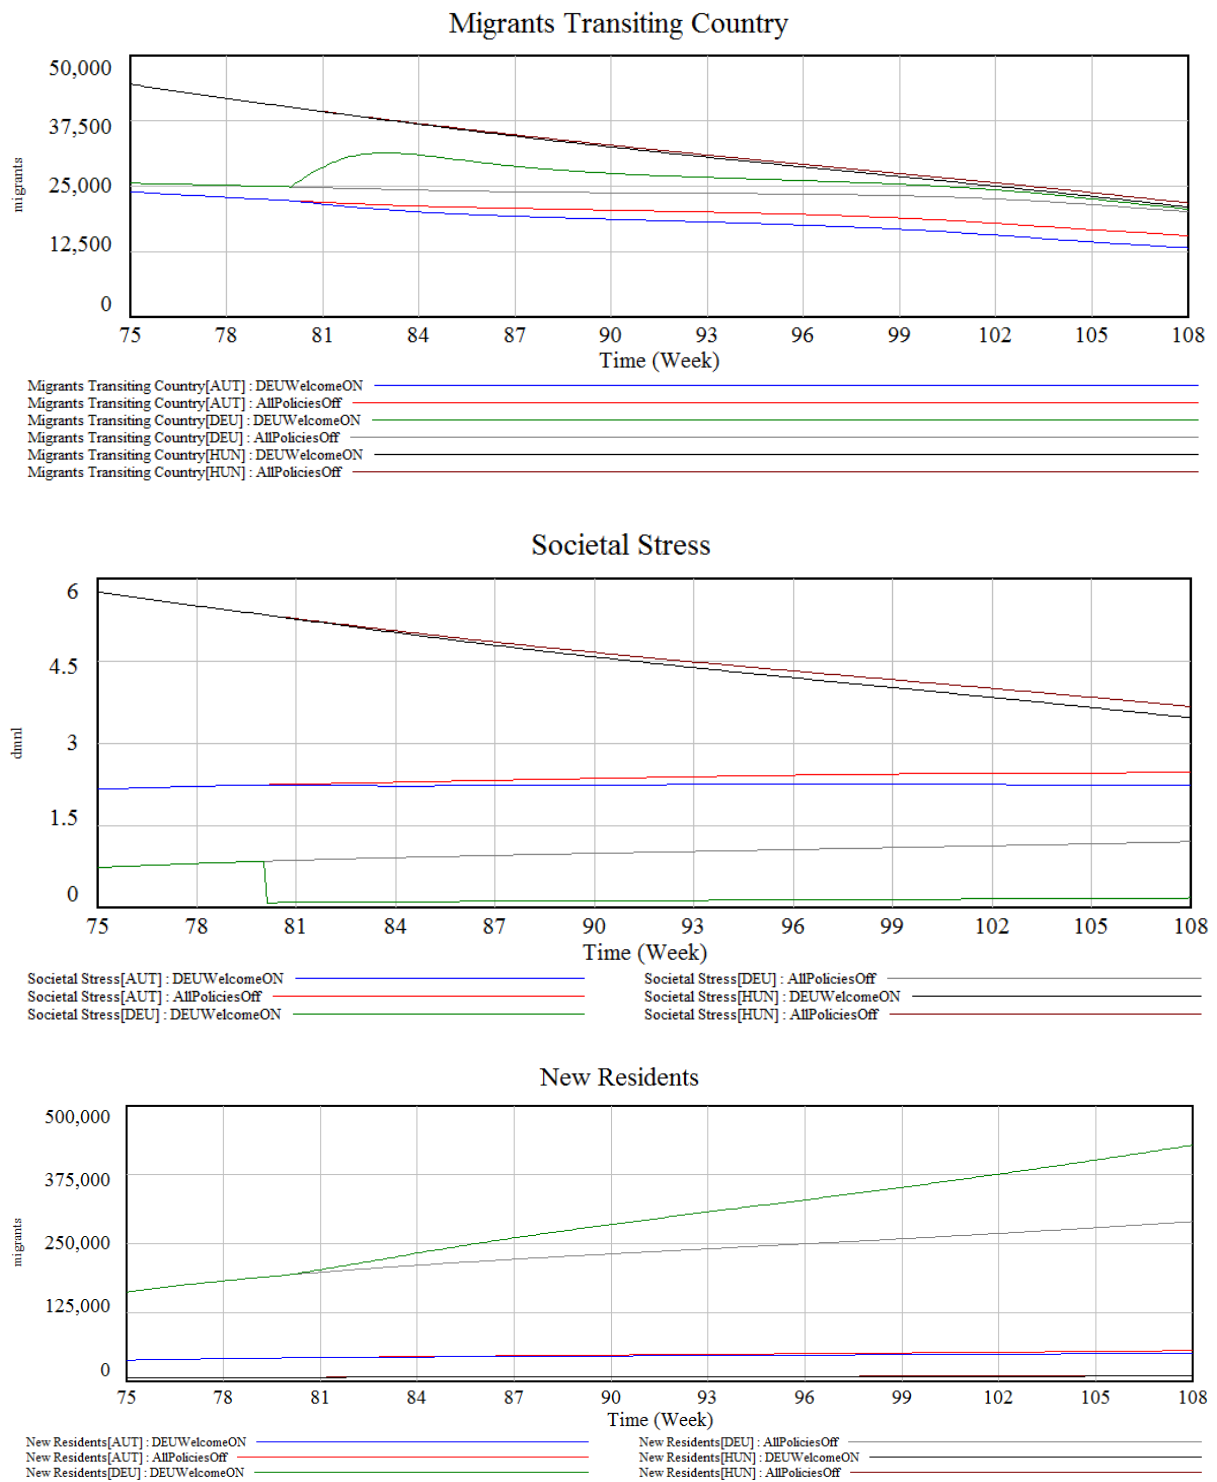 Migrants Transiting Country
50,000
37,500
25,000
12,500
0
migrants
75 78 81 84 87 90 93 96 99 102 105 108
Time (Week)
Migrants Transiting Country[AUT] : DEUWelcomeON
Migrants Transiting Country[AUT] : AllPoliciesOff
Migrants Transiting Country[DEU] : DEUWelcomeON
Migrants Transiting Country[DEU] : AllPoliciesOff
Migrants Transiting Country[HUN] : DEUWelcomeON
Migrants Transiting Country[HUN] : AllPoliciesOff
Societal Stress
6
4.5
3
1.5
0
dmnl
75 78 81 84 87 90 93 96 99 102 105 108
Time (Week)
Societal Stress[AUT] : DEUWelcomeON
Societal Stress[AUT] : AllPoliciesOff
Societal Stress[DEU] : DEUWelcomeON
Societal Stress[DEU] : AllPoliciesOff
Societal Stress[HUN] : DEUWelcomeON
Societal Stress[HUN] : AllPoliciesOff
New Residents
500,000
375,000
250,000
125,000
0
migrants
75 78 81 84 87 90 93 96 99 102 105 108
Time (Week)
New Residents[AUT] : DEUWelcomeON
New Residents[AUT] : AllPoliciesOff
New Residents[DEU] : DEUWelcomeON
New Residents[DEU] : AllPoliciesOff
New Residents[HUN] : DEUWelcomeON
New Residents[HUN] : AllPoliciesOff